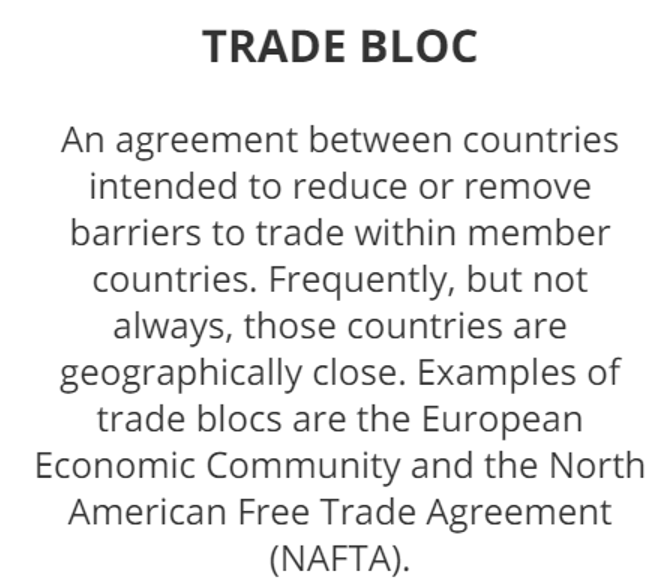 TRADE BLOC
An agreement between countries
intended to reduce or remove
barriers to trade within member
countries. Frequently, but not
always, those countries are
geographically close. Examples of
trade blocs are the European
Economic Community and the North
American Free Trade Agreement
(NAFTA).